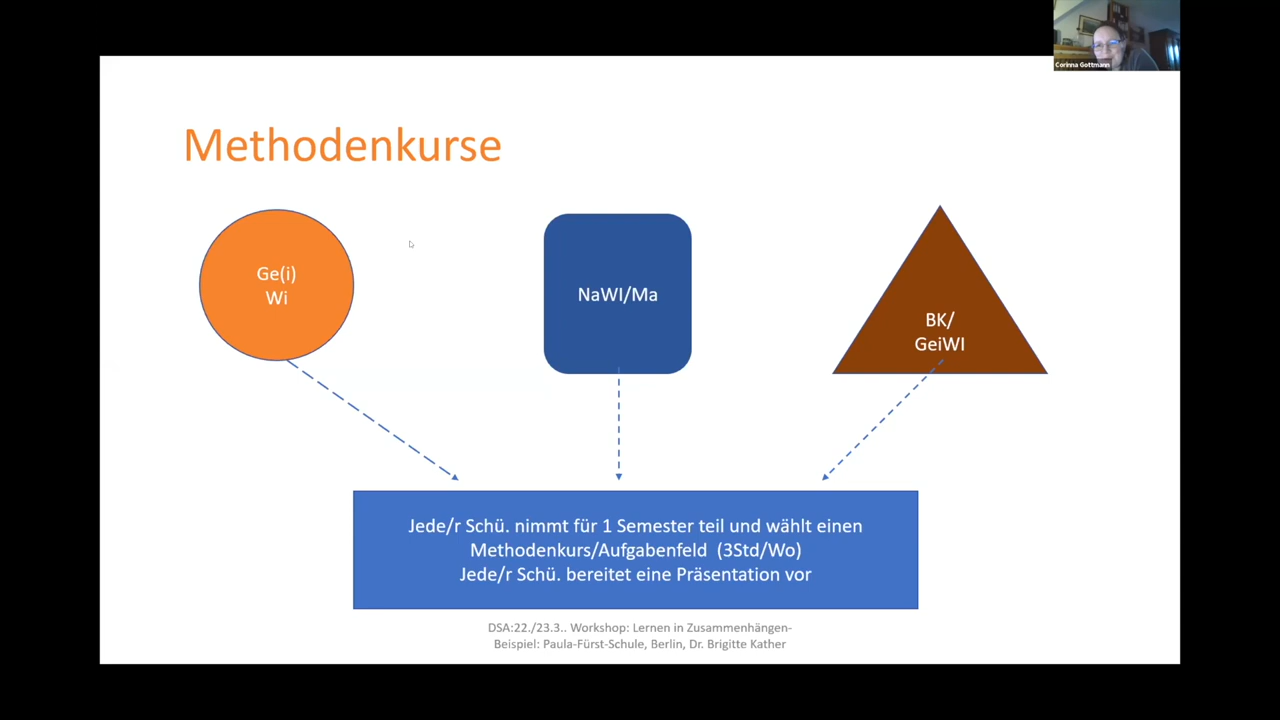 Corinna Gottmann
Methodenkurse
Ge(i)
Wi
NaWI/Ma
BK/
GeiWI
Jede/r Schü. nimmt für 1 Semester teil und wählt einen
Methodenkurs/Aufgabenfeld (3Std/Wo)
Jede/r Schü. bereitet eine Präsentation vor
DSA:22./23.3.. Workshop: Lernen in Zusammenhängen-
Beispiel: Paula-Fürst-Schule, Berlin, Dr. Brigitte Kather